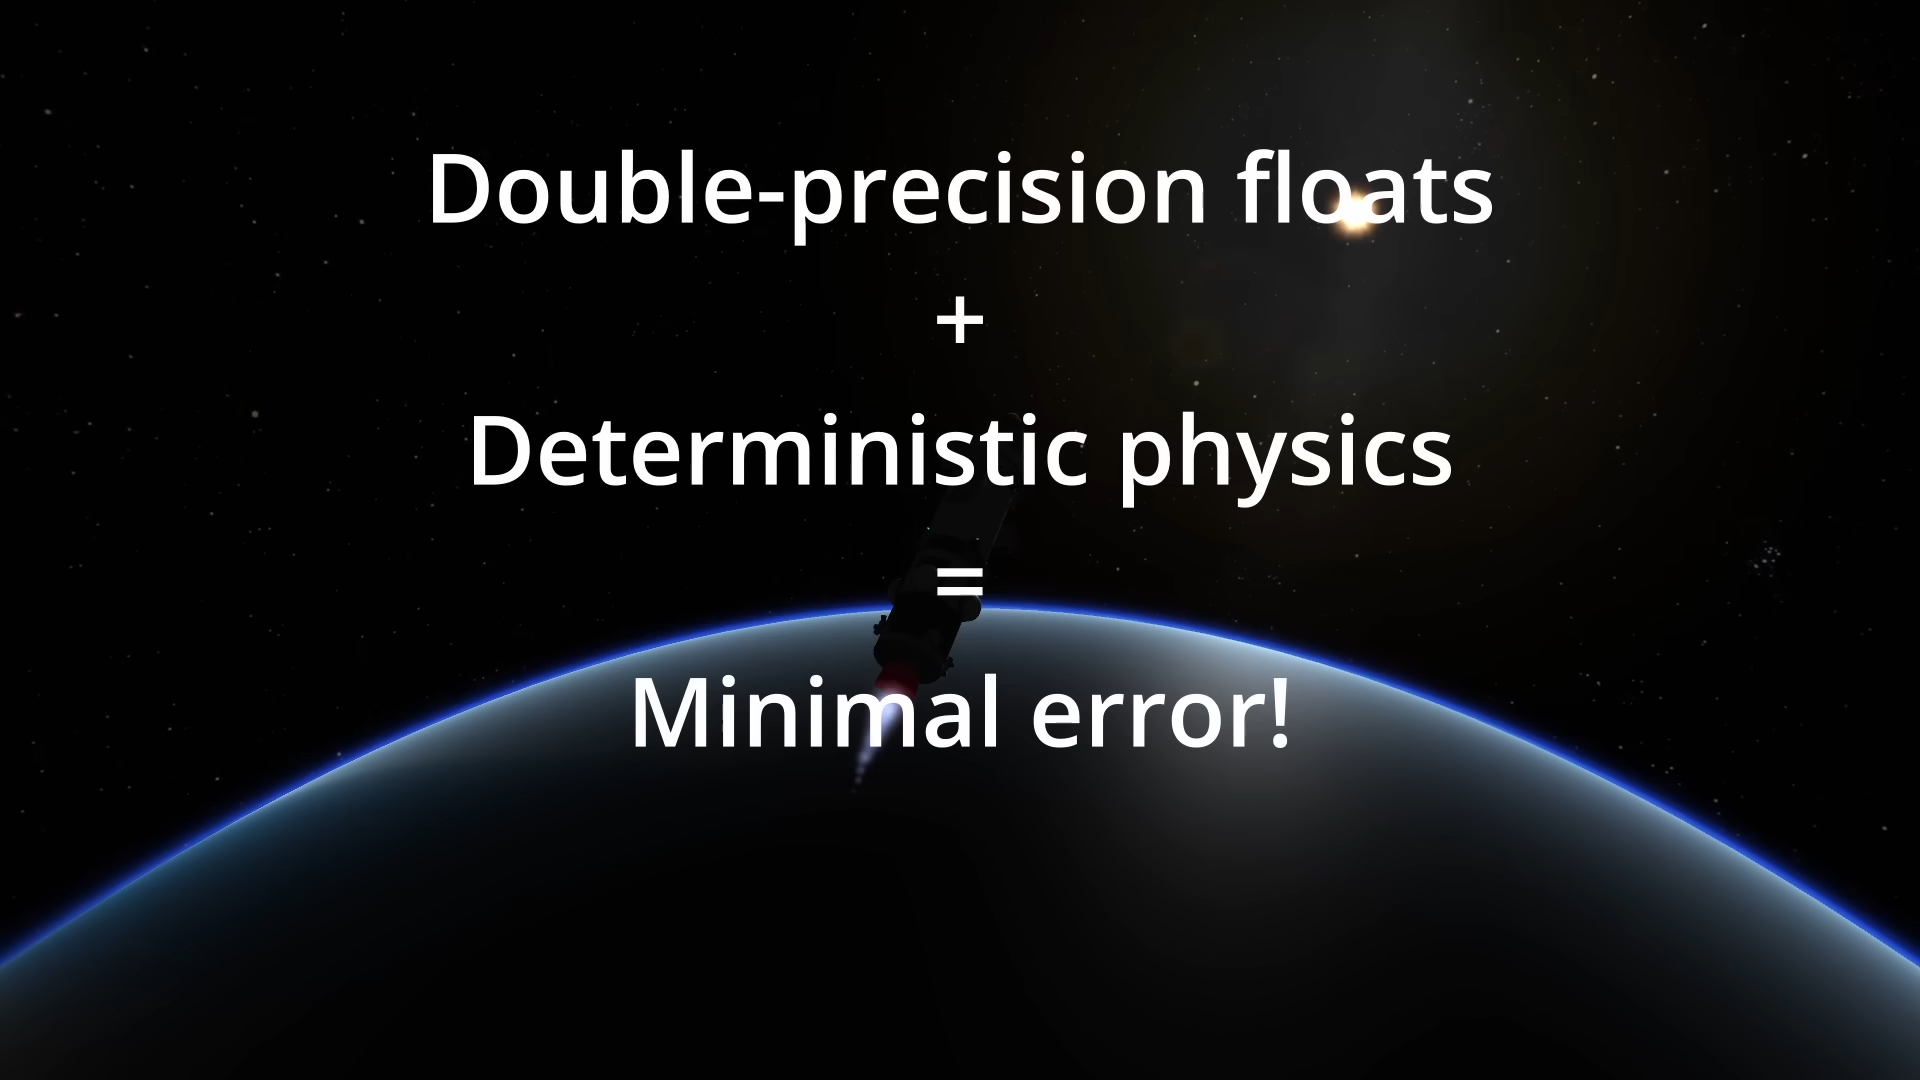 Double-precision floats
+
Deterministic physics
=
Minimal error!